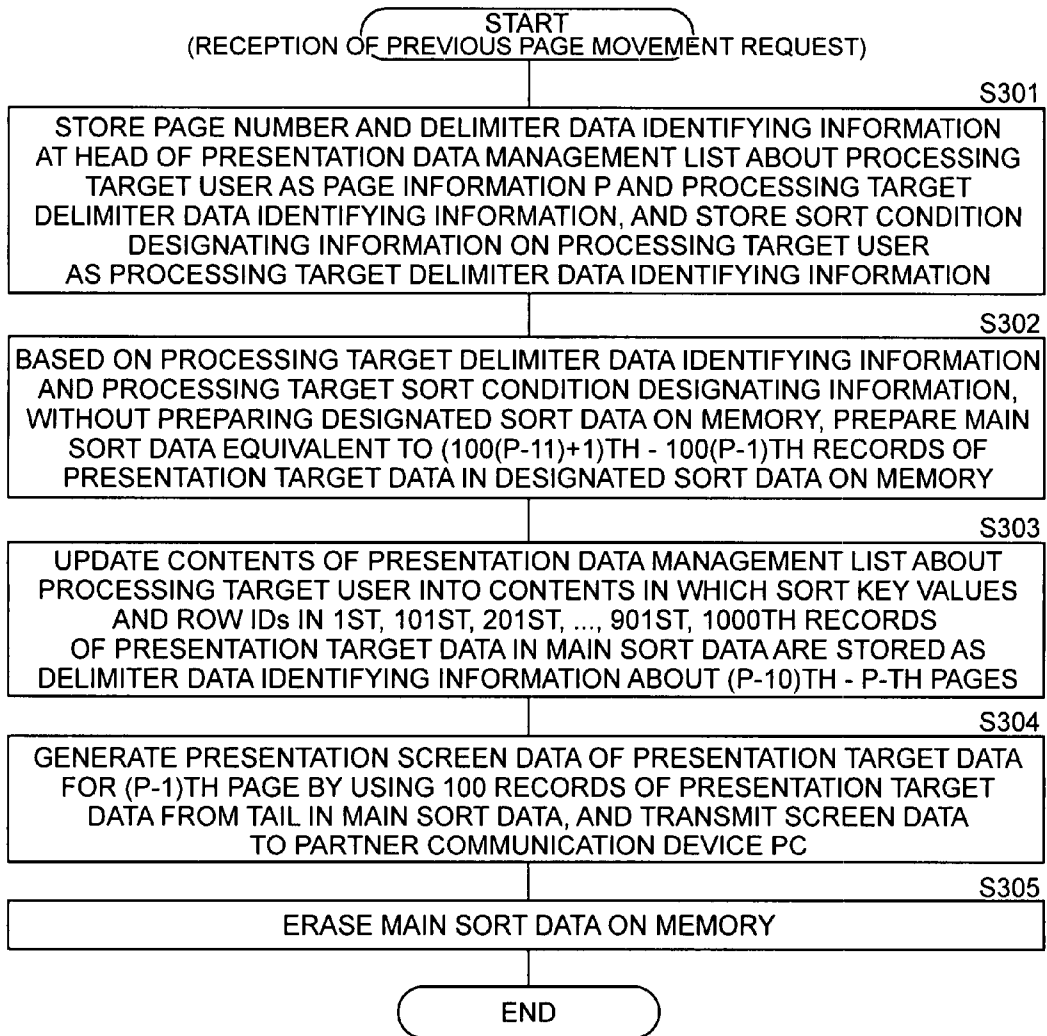 START
(RECEPTION OF PREVIOUS PAGE MOVEMENT REQUEST)
S301
STORE PAGE NUMBER AND DELIMITER DATA IDENTIFYING INFORMATION
AT HEAD OF PRESENTATION DATA MANAGEMENT LIST ABOUT PROCESSING
TARGET USER AS PAGE INFORMATION P AND PROCESSING TARGET
DELIMITER DATA IDENTIFYING INFORMATION, AND STORE SORT CONDITION
DESIGNATING INFORMATION ON PROCESSING TARGET USER
AS PROCESSING TARGET DELIMITER DATA IDENTIFYING INFORMATION
S302
BASED ON PROCESSING TARGET DELIMITER DATA IDENTIFYING INFORMATION
AND PROCESSING TARGET SORT CONDITION DESIGNATING INFORMATION,
WITHOUT PREPARING DESIGNATED SORT DATA ON MEMORY, PREPARE MAIN
SORT DATA EQUIVALENT TO (100(P-11)+1)TH - 100(P-1)TH RECORDS OF
PRESENTATION TARGET DATA IN DESIGNATED SORT DATA ON MEMORY
S303
UPDATE CONTENTS OF PRESENTATION DATA MANAGEMENT LIST ABOUT
PROCESSING TARGET USER INTO CONTENTS IN WHICH SORT KEY VALUES
AND ROW IDs IN 1ST, 101ST, 201ST, ..., 901ST, 1000TH RECORDS
OF PRESENTATION TARGET DATA IN MAIN SORT DATA ARE STORED AS
DELIMITER DATA IDENTIFYING INFORMATION ABOUT (P-10)TH - P-TH PAGES
S304
GENERATE PRESENTATION SCREEN DATA OF PRESENTATION TARGET DATA
FOR (P-1)TH PAGE BY USING 100 RECORDS OF PRESENTATION TARGET
DATA FROM TAIL IN MAIN SORT DATA, AND TRANSMIT SCREEN DATA
TO PARTNER COMMUNICATION DEVICE PC
S305
ERASE MAIN SORT DATA ON MEMORY
END